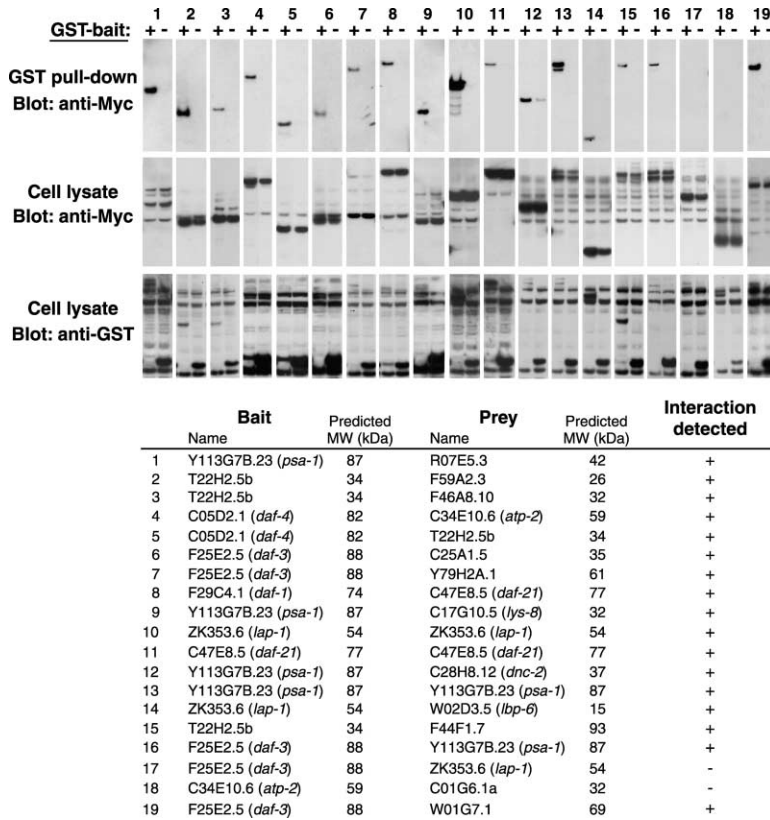 1 2 3 4 5 6 7 8 9 10 11 12 13 14 15 16 17 18 19
GST-bait: + - + - + - + - + - + - + - + - + - + - + - + - + - + - + - + - + - + - + -
GST pull-down
Blot: anti-Myc
Cell lysate
Blot: anti-Myc
Cell lysate
Blot: anti-GST
Bait Predicted Prey Predicted Interaction
Name MW (kDa) Name MW (kDa) detected
1 Y113G7B.23 (psa-1) 87 R07E5.3 42 +
2 T22H2.5b 34 F59A2.3 26 +
3 T22H2.5b 34 F46A8.10 32 +
4 C05D2.1 (daf-4) 82 C34E10.6 (atp-2) 59 +
5 C05D2.1 (daf-4) 82 T22H2.5b 34 +
6 F25E2.5 (daf-3) 88 C25A1.5 35 +
7 F25E2.5 (daf-3) 88 Y79H2A.1 61 +
8 F29C4.1 (daf-1) 74 C47E8.5 (daf-21) 77 +
9 Y113G7B.23 (psa-1) 87 C17G10.5 (lys-8) 32 +
10 ZK353.6 (lap-1) 54 ZK353.6 (lap-1) 54 +
11 C47E8.5 (daf-21) 77 C47E8.5 (daf-21) 77 +
12 Y113G7B.23 (psa-1) 87 C28H8.12 (dnc-2) 37 +
13 Y113G7B.23 (psa-1) 87 Y113G7B.23 (psa-1) 87 +
14 ZK353.6 (lap-1) 54 W02D3.5 (lbp-6) 15 +
15 T22H2.5b 34 F44F1.7 93 +
16 F25E2.5 (daf-3) 88 Y113G7B.23 (psa-1) 87 +
17 F25E2.5 (daf-3) 88 ZK353.6 (lap-1) 54 -
18 C34E10.6 (atp-2) 59 C01G6.1a 32 -
19 F25E2.5 (daf-3) 88 W01G7.1 69 +